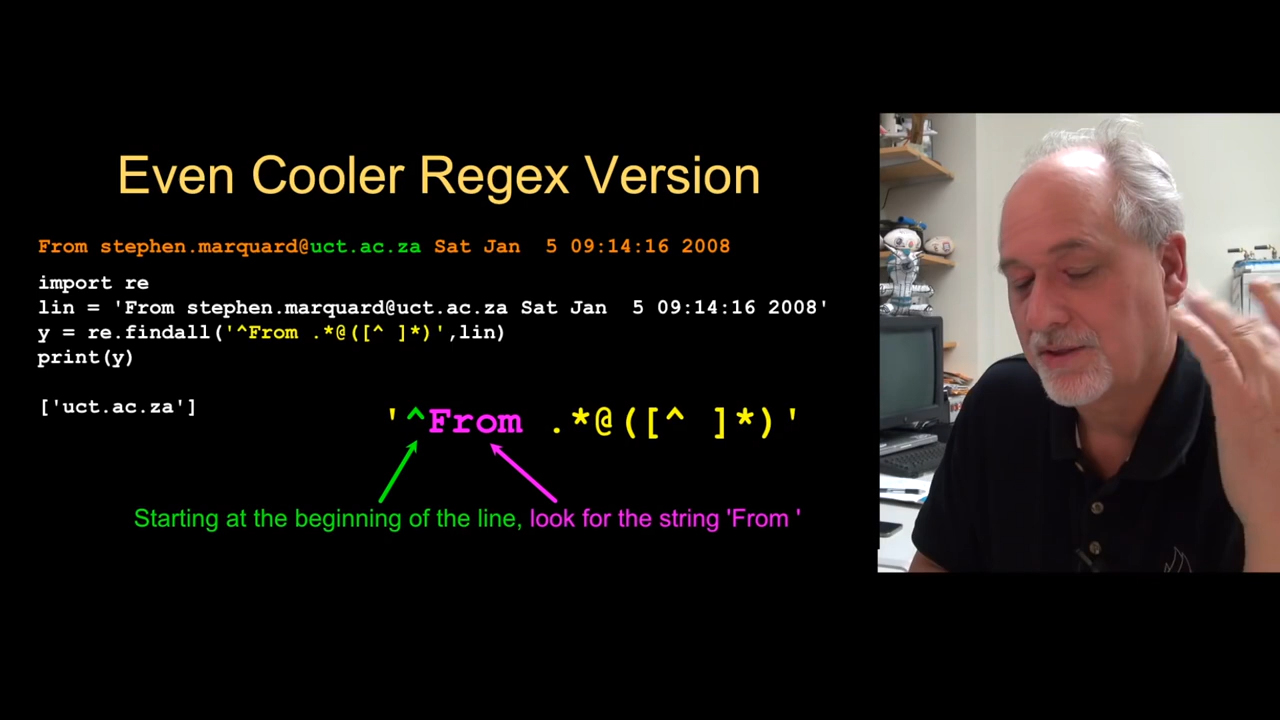 Even Cooler Regex Version
From stephen.marquard@uct.ac.za Sat Jan  5 09:14:16 2008
import re
lin = 'From stephen.marquard@uct.ac.za Sat Jan  5 09:14:16 2008'
y = re.findall('^From .*@([^ ]*)',lin)
print(y)
['uct.ac.za']
'^From .*@([^ ]*)'
Starting at the beginning of the line, look for the string 'From '